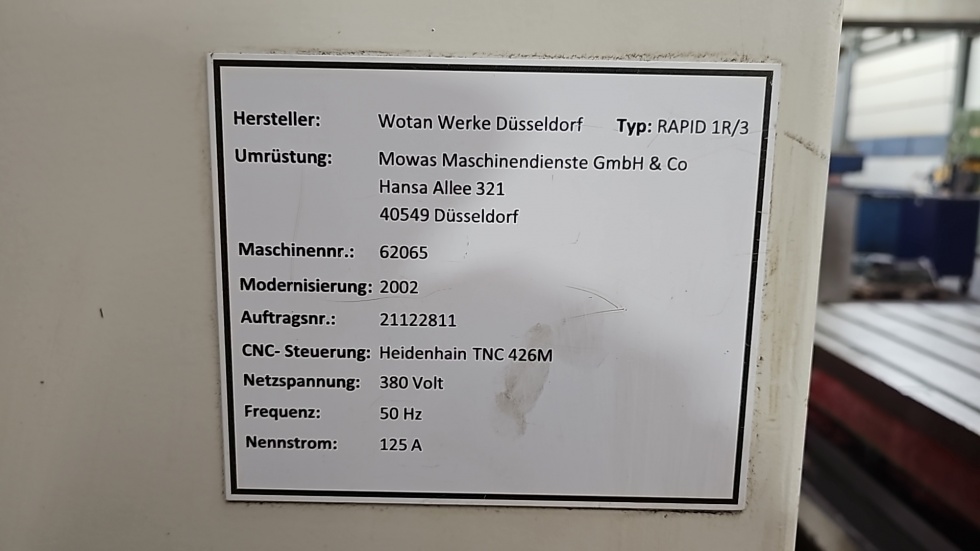 Hersteller: Wotan Werke Düsseldorf Typ: RAPID 1R/3
Umrüstung: Mowas Maschinendienste GmbH & Co
Hansa Allee 321
40549 Düsseldorf
Maschinennr.: 62065
Modernisierung: 2002
Auftragsnr.: 21122811
CNC- Steuerung: Heidenhain TNC 426M
Netzspannung: 380 Volt
Frequenz: 50 Hz
Nennstrom: 125 A